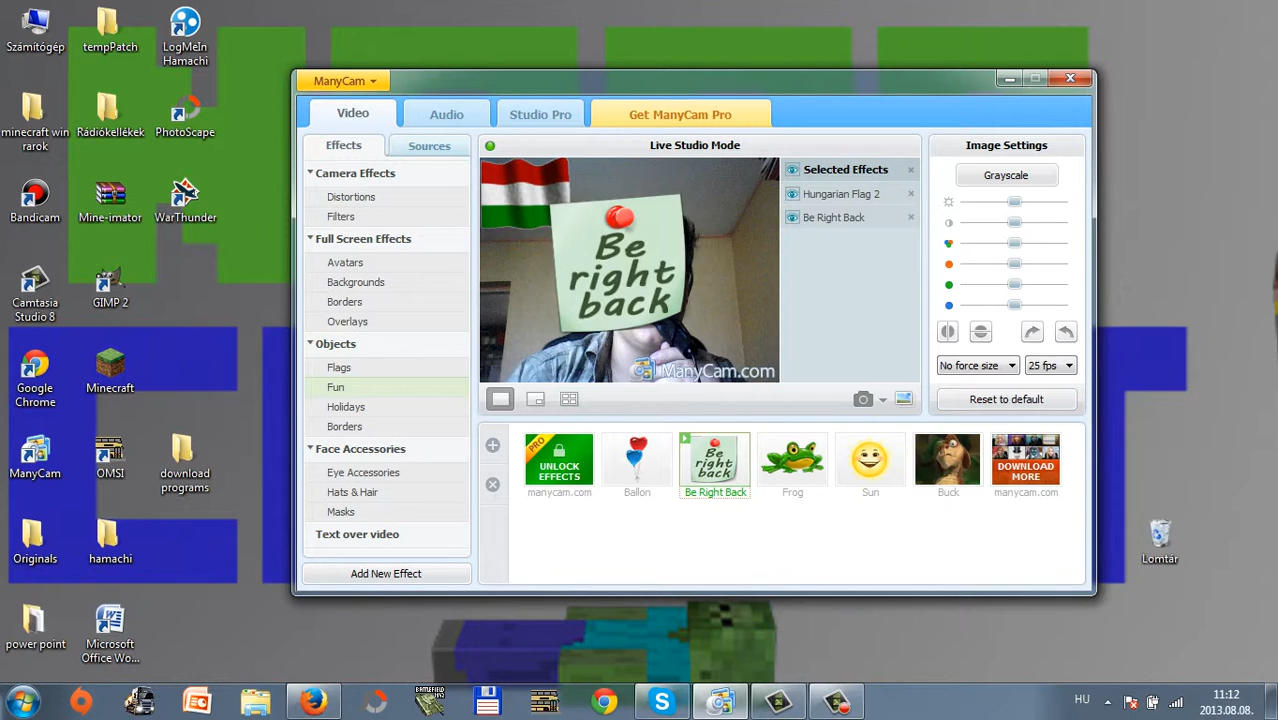 Számítógép
tempPatch
LogMeIn
Hamachi
minecraft win
rarok
Rádiókellékek
PhotoScape
Bandicam
Mine-imator
WarThunder
Camtasia
Studio 8
GIMP 2
Google
Chrome
Minecraft
ManyCam
OMSI
download
programs
Originals
hamachi
power point
Microsoft
Office Wo...
Lomtár
ManyCam
Video
Audio
Studio Pro
Get ManyCam Pro
Effects
Sources
Camera Effects
Distortions
Filters
Full Screen Effects
Avatars
Backgrounds
Borders
Overlays
Objects
Flags
Fun
Holidays
Borders
Face Accessories
Eye Accessories
Hats & Hair
Masks
Text over video
Add New Effect
Live Studio Mode
Be
right
back
ManyCam.com
Selected Effects
Hungarian Flag 2
Be Right Back
Image Settings
Grayscale
No force size
25 fps
Reset to default
PRO
UNLOCK
EFFECTS
manycam.com
Ballon
Be
right
back
Be Right Back
Frog
Sun
Buck
DOWNLOAD
MORE
manycam.com
HU
11:12
2013.08.08.